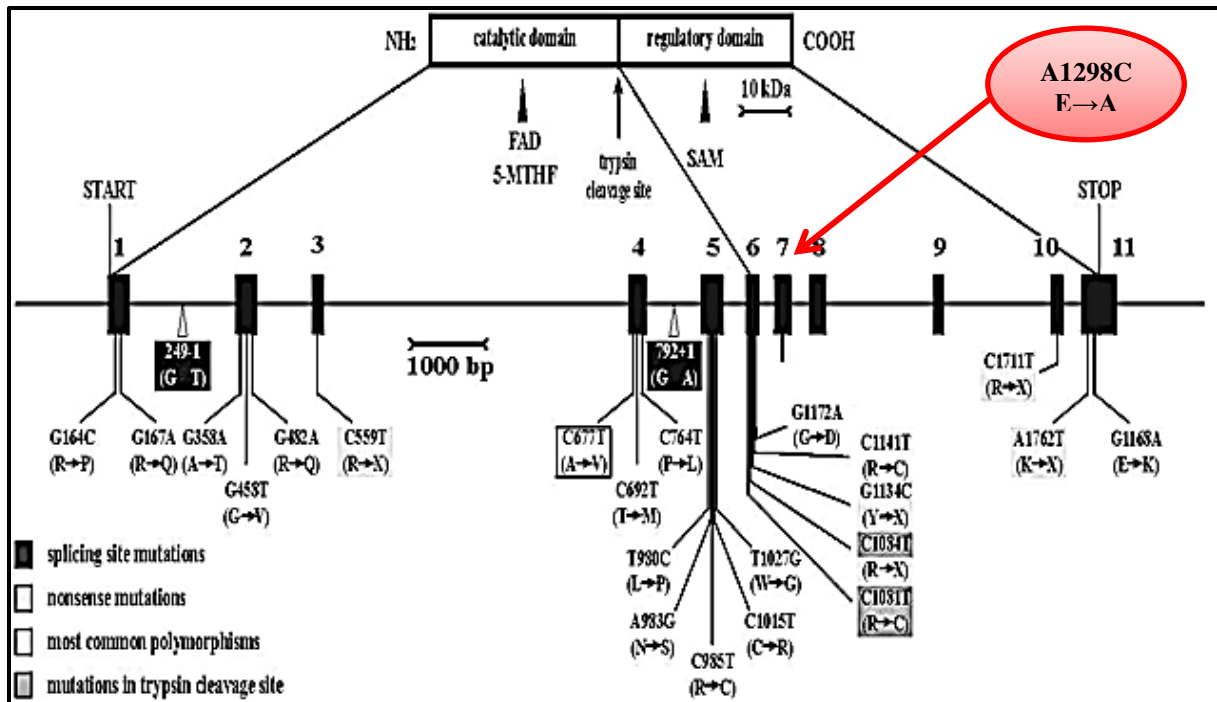 NH₂
catalytic domain
regulatory domain
COOH
10 kDa
A1298C
E→A
FAD
5-MTHF
trypsin
cleavage site
SAM
START
STOP
1
2
3
4
5
6
7
8
9
10
11
249-1
(G T)
1000 bp
792+1
(G A)
G164C
(R→P)
G167A
(R→Q)
G358A
(A→T)
G458T
(G→V)
G482A
(R→Q)
C559T
(R→X)
C677T
(A→V)
C692T
(T→M)
C764T
(P→L)
T980C
(L→P)
A983G
(N→S)
C985T
(R→C)
C1015T
(C→R)
T1027G
(W→G)
G1172A
(G→D)
C1141T
(R→C)
G1134C
(Y→X)
C1034T
(R→X)
C1031T
(R→C)
C1711T
(R→X)
A1762T
(K→X)
G1168A
(E→K)
splicing site mutations
nonsense mutations
most common polymorphisms
mutations in trypsin cleavage site